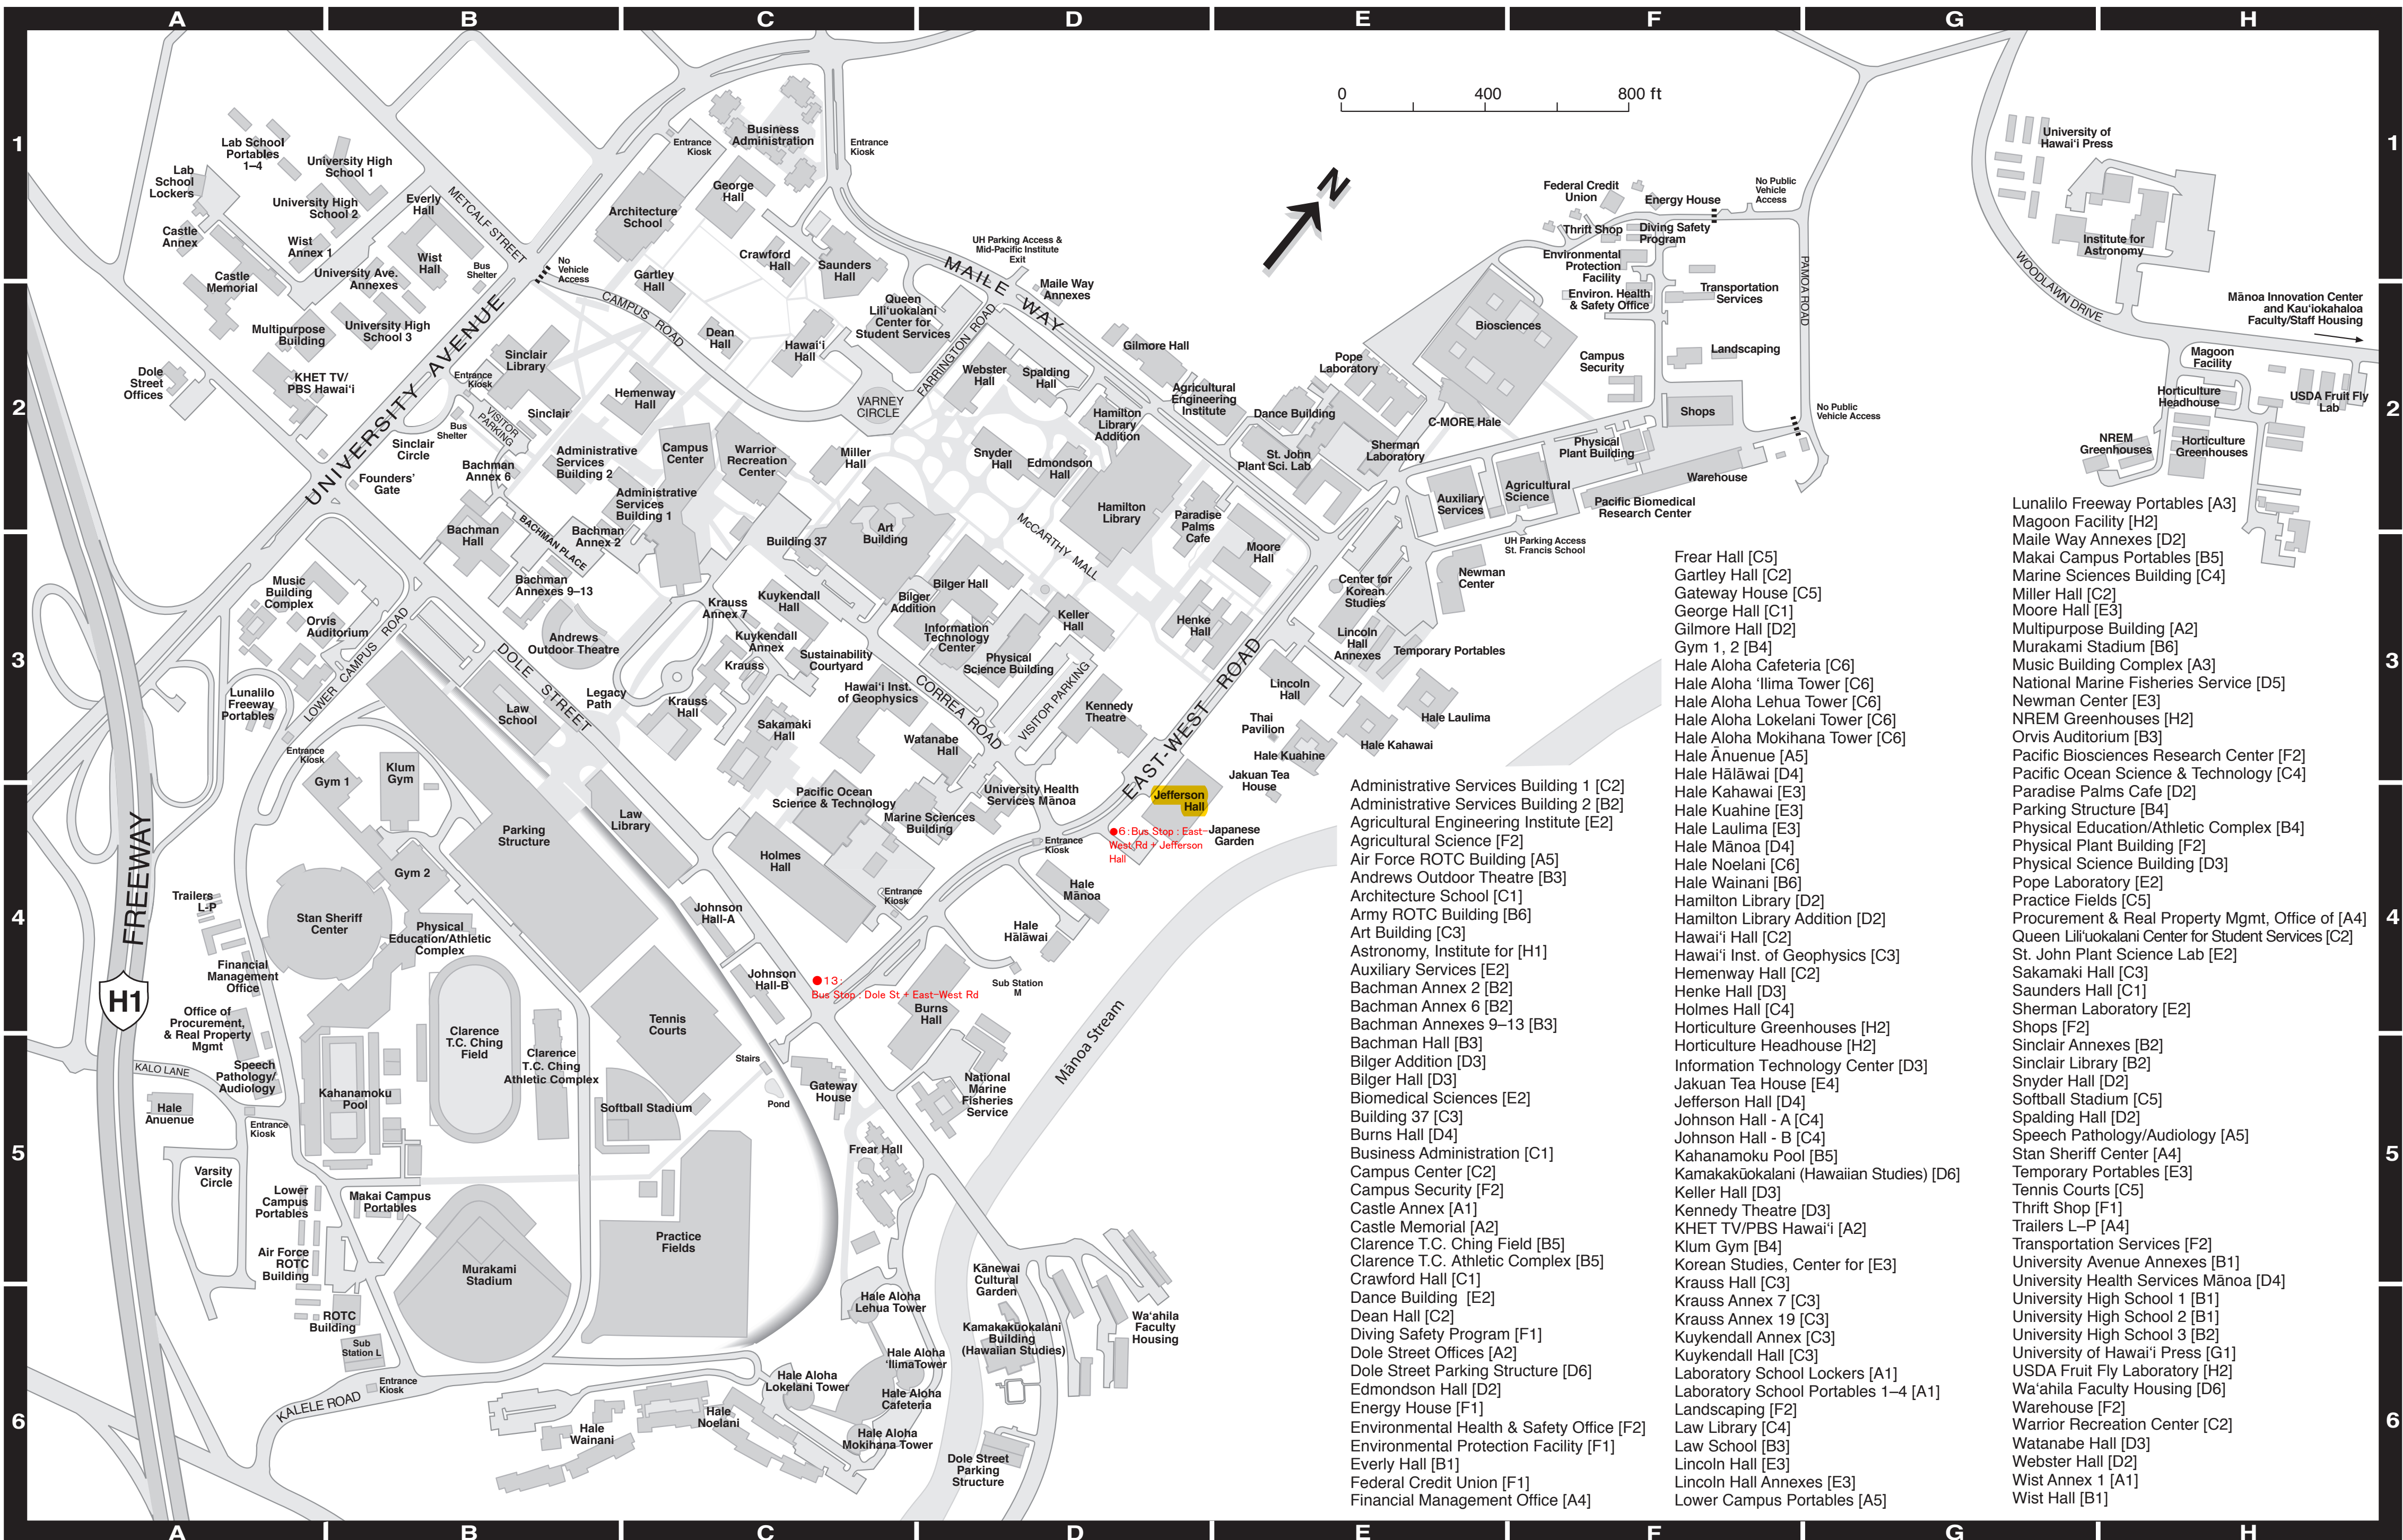 A B C D E F G H
1
2
3
4
5
6
1
2
3
4
5
6
A B C D E F G H
0 400 800 ft
N
Lab School
Portables
1–4
Lab
School
Lockers
University High
School 1
University High
School 2
Castle
Annex
Wist
Annex 1
Everly
Hall
METCALF STREET
Wist
Hall
Bus
Shelter
University Ave.
Annexes
Castle
Memorial
Multipurpose
Building
University High
School 3
Dole
Street
Offices
KHET TV/
PBS Hawai‘i
UNIVERSITY AVENUE
No
Vehicle
Access
Entrance
Kiosk
Business
Administration
Entrance
Kiosk
George
Hall
Architecture
School
Crawford
Hall
Saunders
Hall
Gartley
Hall
CAMPUS ROAD
Dean
Hall
Hawai‘i
Hall
Queen
Lili‘uokalani
Center for
Student Services
UH Parking Access &
Mid-Pacific Institute
Exit
MAILE WAY
Maile Way
Annexes
FARRINGTON ROAD
VARNEY
CIRCLE
Sinclair
Library
Entrance
Kiosk
VISITOR
PARKING
Sinclair
Bus
Shelter
Sinclair
Circle
Hemenway
Hall
Founders’
Gate
Bachman
Annex 6
Administrative
Services
Building 2
Campus
Center
Warrior
Recreation
Center
Miller
Hall
Administrative
Services
Building 1
Bachman
Hall
BACHMAN PLACE
Bachman
Annex 2
Bachman
Annexes 9–13
Building 37
Art
Building
Webster
Hall
Spalding
Hall
Gilmore Hall
Agricultural
Engineering
Institute
Hamilton
Library
Addition
Snyder
Hall
Edmondson
Hall
Hamilton
Library
Paradise
Palms
Cafe
McCARTHY MALL
Moore
Hall
Pope
Laboratory
Dance Building
St. John
Plant Sci. Lab
Sherman
Laboratory
Biosciences
C-MORE Hale
Auxiliary
Services
Agricultural
Science
Physical
Plant Building
Warehouse
Pacific Biomedical
Research Center
Shops
Campus
Security
Landscaping
Transportation
Services
Environ. Health
& Safety Office
Environmental
Protection
Facility
Thrift Shop
Diving Safety
Program
Federal Credit
Union
Energy House
No Public
Vehicle
Access
PAMOA ROAD
No Public
Vehicle Access
UH Parking Access
St. Francis School
Newman
Center
University of
Hawai‘i Press
Institute for
Astronomy
WOODLAWN DRIVE
Mānoa Innovation Center
and Kau‘iokahaloa
Faculty/Staff Housing
Magoon
Facility
Horticulture
Headhouse
USDA Fruit Fly
Lab
NREM
Greenhouses
Horticulture
Greenhouses
Music
Building
Complex
Orvis
Auditorium
LOWER CAMPUS ROAD
Lunalilo
Freeway
Portables
Entrance
Kiosk
Andrews
Outdoor Theatre
DOLE STREET
Law
School
Legacy
Path
Krauss
Annex 7
Kuykendall
Hall
Kuykendall
Annex
Krauss
Krauss
Hall
Sustainability
Courtyard
Sakamaki
Hall
Hawai‘i Inst.
of Geophysics
Bilger Hall
Bilger
Addition
Information
Technology
Center
Physical
Science Building
Keller
Hall
CORREA ROAD
VISITOR PARKING
Watanabe
Hall
Kennedy
Theatre
Henke
Hall
EAST-WEST ROAD
Center for
Korean
Studies
Lincoln
Hall
Annexes
Temporary Portables
Lincoln
Hall
Thai
Pavilion
Hale Laulima
Hale Kahawai
Hale Kuahine
Jakuan Tea
House
Jefferson
Hall
6:Bus Stop : East-
West Rd + Jefferson
Hall
Japanese
Garden
Gym 1
Klum
Gym
Parking
Structure
Law
Library
Pacific Ocean
Science & Technology
Marine Sciences
Building
University Health
Services Mānoa
Entrance
Kiosk
Holmes
Hall
Entrance
Kiosk
Hale
Mānoa
Hale
Hālāwai
FREEWAY
H1
Trailers
L-P
Gym 2
Stan Sheriff
Center
Physical
Education/Athletic
Complex
Johnson
Hall-A
Johnson
Hall-B
13:
Bus Stop : Dole St + East-West Rd
Sub Station
M
Burns
Hall
Mānoa Stream
Financial
Management
Office
Office of
Procurement,
& Real Property
Mgmt
KALO LANE
Speech
Pathology/
Audiology
Hale
Anuenue
Entrance
Kiosk
Kahanamoku
Pool
Clarence
T.C. Ching
Field
Clarence
T.C. Ching
Athletic Complex
Tennis
Courts
Softball Stadium
Stairs
Pond
Gateway
House
National
Marine
Fisheries
Service
Frear Hall
Varsity
Circle
Lower
Campus
Portables
Makai Campus
Portables
Air Force
ROTC
Building
Practice
Fields
Murakami
Stadium
ROTC
Building
Sub
Station L
Entrance
Kiosk
KALELE ROAD
Hale
Wainani
Hale
Noelani
Hale Aloha
Lehua Tower
Hale Aloha
‘IlimaTower
Hale Aloha
Lokelani Tower
Hale Aloha
Cafeteria
Hale Aloha
Mokihana Tower
Kānewai
Cultural
Garden
Kamakakūokalani
Building
(Hawaiian Studies)
Wa‘ahila
Faculty
Housing
Dole Street
Parking
Structure
Administrative Services Building 1 [C2]
Administrative Services Building 2 [B2]
Agricultural Engineering Institute [E2]
Agricultural Science [F2]
Air Force ROTC Building [A5]
Andrews Outdoor Theatre [B3]
Architecture School [C1]
Army ROTC Building [B6]
Art Building [C3]
Astronomy, Institute for [H1]
Auxiliary Services [E2]
Bachman Annex 2 [B2]
Bachman Annex 6 [B2]
Bachman Annexes 9–13 [B3]
Bachman Hall [B3]
Bilger Addition [D3]
Bilger Hall [D3]
Biomedical Sciences [E2]
Building 37 [C3]
Burns Hall [D4]
Business Administration [C1]
Campus Center [C2]
Campus Security [F2]
Castle Annex [A1]
Castle Memorial [A2]
Clarence T.C. Ching Field [B5]
Clarence T.C. Athletic Complex [B5]
Crawford Hall [C1]
Dance Building [E2]
Dean Hall [C2]
Diving Safety Program [F1]
Dole Street Offices [A2]
Dole Street Parking Structure [D6]
Edmondson Hall [D2]
Energy House [F1]
Environmental Health & Safety Office [F2]
Environmental Protection Facility [F1]
Everly Hall [B1]
Federal Credit Union [F1]
Financial Management Office [A4]
Frear Hall [C5]
Gartley Hall [C2]
Gateway House [C5]
George Hall [C1]
Gilmore Hall [D2]
Gym 1, 2 [B4]
Hale Aloha Cafeteria [C6]
Hale Aloha ‘Ilima Tower [C6]
Hale Aloha Lehua Tower [C6]
Hale Aloha Lokelani Tower [C6]
Hale Aloha Mokihana Tower [C6]
Hale Ānuenue [A5]
Hale Hālāwai [D4]
Hale Kahawai [E3]
Hale Kuahine [E3]
Hale Laulima [E3]
Hale Mānoa [D4]
Hale Noelani [C6]
Hale Wainani [B6]
Hamilton Library [D2]
Hamilton Library Addition [D2]
Hawai‘i Hall [C2]
Hawai‘i Inst. of Geophysics [C3]
Hemenway Hall [C2]
Henke Hall [D3]
Holmes Hall [C4]
Horticulture Greenhouses [H2]
Horticulture Headhouse [H2]
Information Technology Center [D3]
Jakuan Tea House [E4]
Jefferson Hall [D4]
Johnson Hall - A [C4]
Johnson Hall - B [C4]
Kahanamoku Pool [B5]
Kamakakūokalani (Hawaiian Studies) [D6]
Keller Hall [D3]
Kennedy Theatre [D3]
KHET TV/PBS Hawai‘i [A2]
Klum Gym [B4]
Korean Studies, Center for [E3]
Krauss Hall [C3]
Krauss Annex 7 [C3]
Krauss Annex 19 [C3]
Kuykendall Annex [C3]
Kuykendall Hall [C3]
Laboratory School Lockers [A1]
Laboratory School Portables 1–4 [A1]
Landscaping [F2]
Law Library [C4]
Law School [B3]
Lincoln Hall [E3]
Lincoln Hall Annexes [E3]
Lower Campus Portables [A5]
Lunalilo Freeway Portables [A3]
Magoon Facility [H2]
Maile Way Annexes [D2]
Makai Campus Portables [B5]
Marine Sciences Building [C4]
Miller Hall [C2]
Moore Hall [E3]
Multipurpose Building [A2]
Murakami Stadium [B6]
Music Building Complex [A3]
National Marine Fisheries Service [D5]
Newman Center [E3]
NREM Greenhouses [H2]
Orvis Auditorium [B3]
Pacific Biosciences Research Center [F2]
Pacific Ocean Science & Technology [C4]
Paradise Palms Cafe [D2]
Parking Structure [B4]
Physical Education/Athletic Complex [B4]
Physical Plant Building [F2]
Physical Science Building [D3]
Pope Laboratory [E2]
Practice Fields [C5]
Procurement & Real Property Mgmt, Office of [A4]
Queen Lili‘uokalani Center for Student Services [C2]
St. John Plant Science Lab [E2]
Sakamaki Hall [C3]
Saunders Hall [C1]
Sherman Laboratory [E2]
Shops [F2]
Sinclair Annexes [B2]
Sinclair Library [B2]
Snyder Hall [D2]
Softball Stadium [C5]
Spalding Hall [D2]
Speech Pathology/Audiology [A5]
Stan Sheriff Center [A4]
Temporary Portables [E3]
Tennis Courts [C5]
Thrift Shop [F1]
Trailers L–P [A4]
Transportation Services [F2]
University Avenue Annexes [B1]
University Health Services Mānoa [D4]
University High School 1 [B1]
University High School 2 [B1]
University High School 3 [B2]
University of Hawai‘i Press [G1]
USDA Fruit Fly Laboratory [H2]
Wa‘ahila Faculty Housing [D6]
Warehouse [F2]
Warrior Recreation Center [C2]
Watanabe Hall [D3]
Webster Hall [D2]
Wist Annex 1 [A1]
Wist Hall [B1]